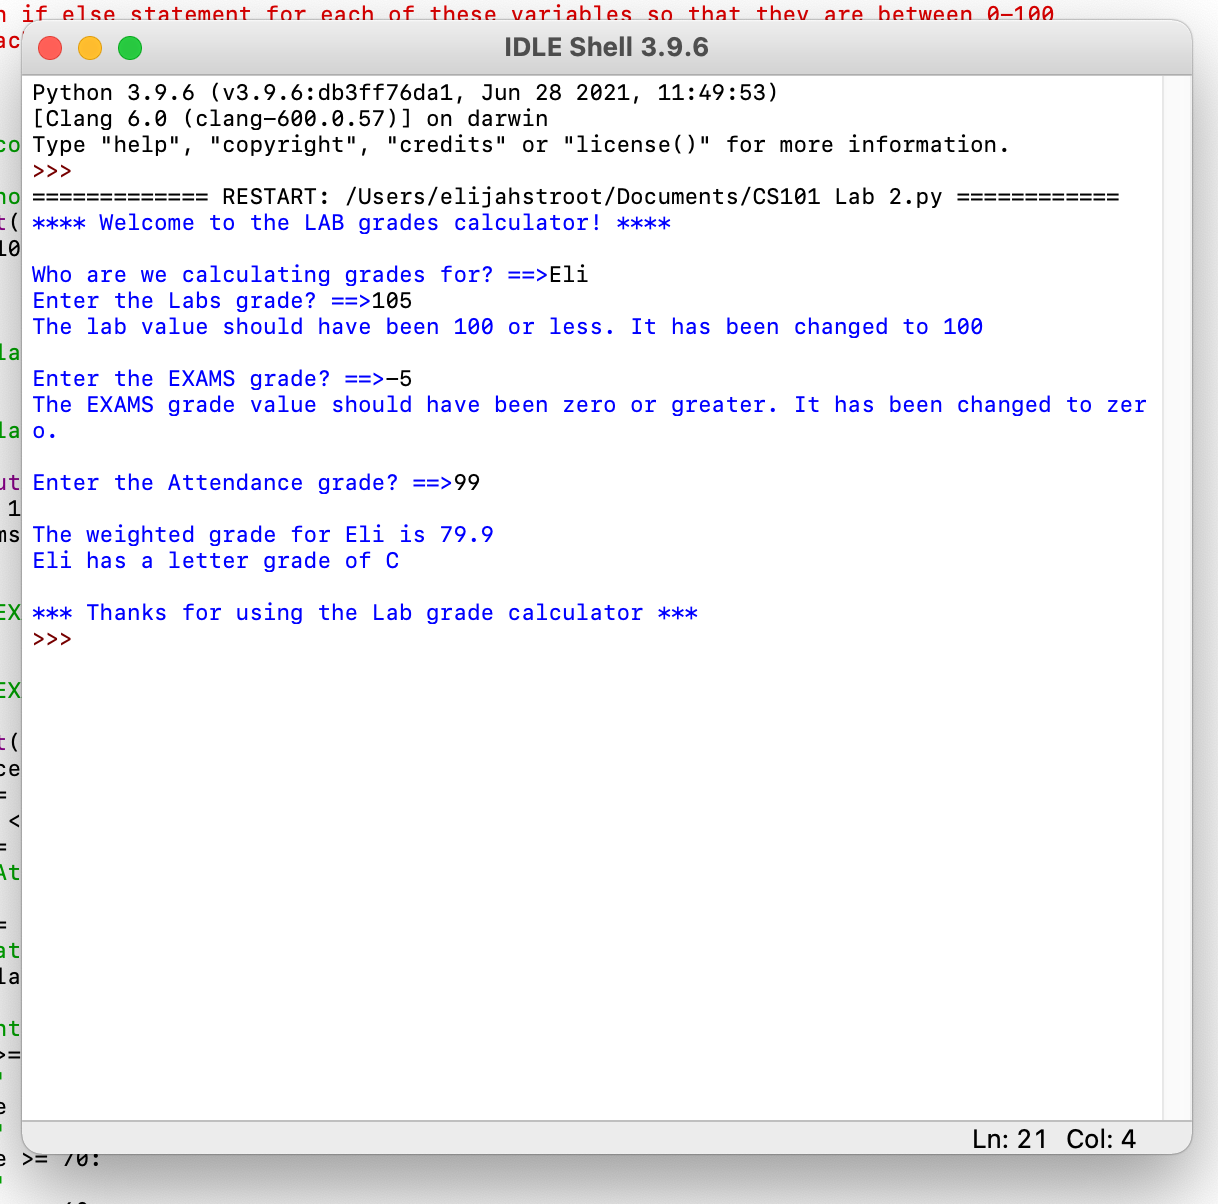 if else statement for each of these variables so that they are between 0-100
IDLE Shell 3.9.6
Python 3.9.6 (v3.9.6:db3ff76da1, Jun 28 2021, 11:49:53)
[Clang 6.0 (clang-600.0.57)] on darwin
Type "help", "copyright", "credits" or "license()" for more information.
>>>
============= RESTART: /Users/elijahstroot/Documents/CS101 Lab 2.py ============
**** Welcome to the LAB grades calculator! ****
Who are we calculating grades for? ==>Eli
Enter the Labs grade? ==>105
The lab value should have been 100 or less. It has been changed to 100
Enter the EXAMS grade? ==>-5
The EXAMS grade value should have been zero or greater. It has been changed to zer
o.
Enter the Attendance grade? ==>99
The weighted grade for Eli is 79.9
Eli has a letter grade of C
*** Thanks for using the Lab grade calculator ***
>>>
Ln: 21 Col: 4
>= 70: